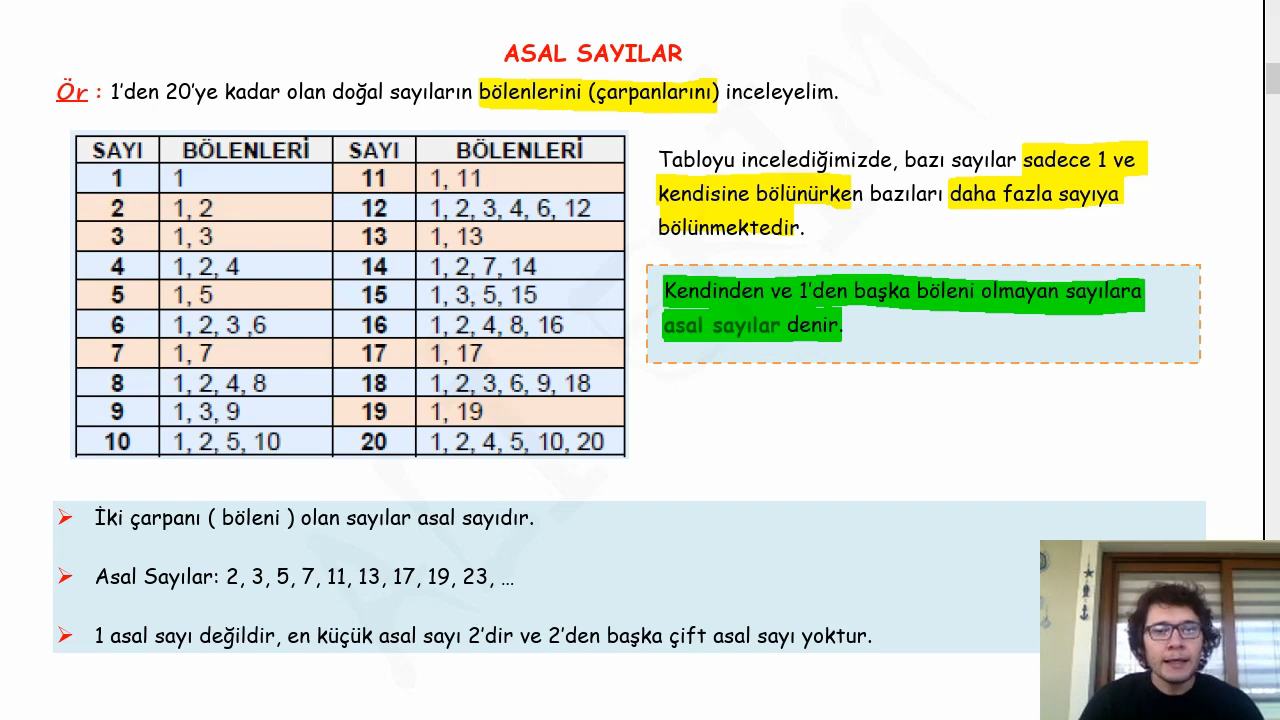 ASAL SAYILAR
Ör : 1'den 20'ye kadar olan doğal sayıların bölenlerini (çarpanlarını) inceleyelim.
SAYI BÖLENLERİ SAYI BÖLENLERİ
1 1 11 1, 11
2 1, 2 12 1, 2, 3, 4, 6, 12
3 1, 3 13 1, 13
4 1, 2, 4 14 1, 2, 7, 14
5 1, 5 15 1, 3, 5, 15
6 1, 2, 3 ,6 16 1, 2, 4, 8, 16
7 1, 7 17 1, 17
8 1, 2, 4, 8 18 1, 2, 3, 6, 9, 18
9 1, 3, 9 19 1, 19
10 1, 2, 5, 10 20 1, 2, 4, 5, 10, 20
Tabloyu incelediğimizde, bazı sayılar sadece 1 ve
kendisine bölünürken bazıları daha fazla sayıya
bölünmektedir.
Kendinden ve 1'den başka böleni olmayan sayılara
asal sayılar denir.
➢ İki çarpanı ( böleni ) olan sayılar asal sayıdır.
➢ Asal Sayılar: 2, 3, 5, 7, 11, 13, 17, 19, 23, …
➢ 1 asal sayı değildir, en küçük asal sayı 2'dir ve 2'den başka çift asal sayı yoktur.